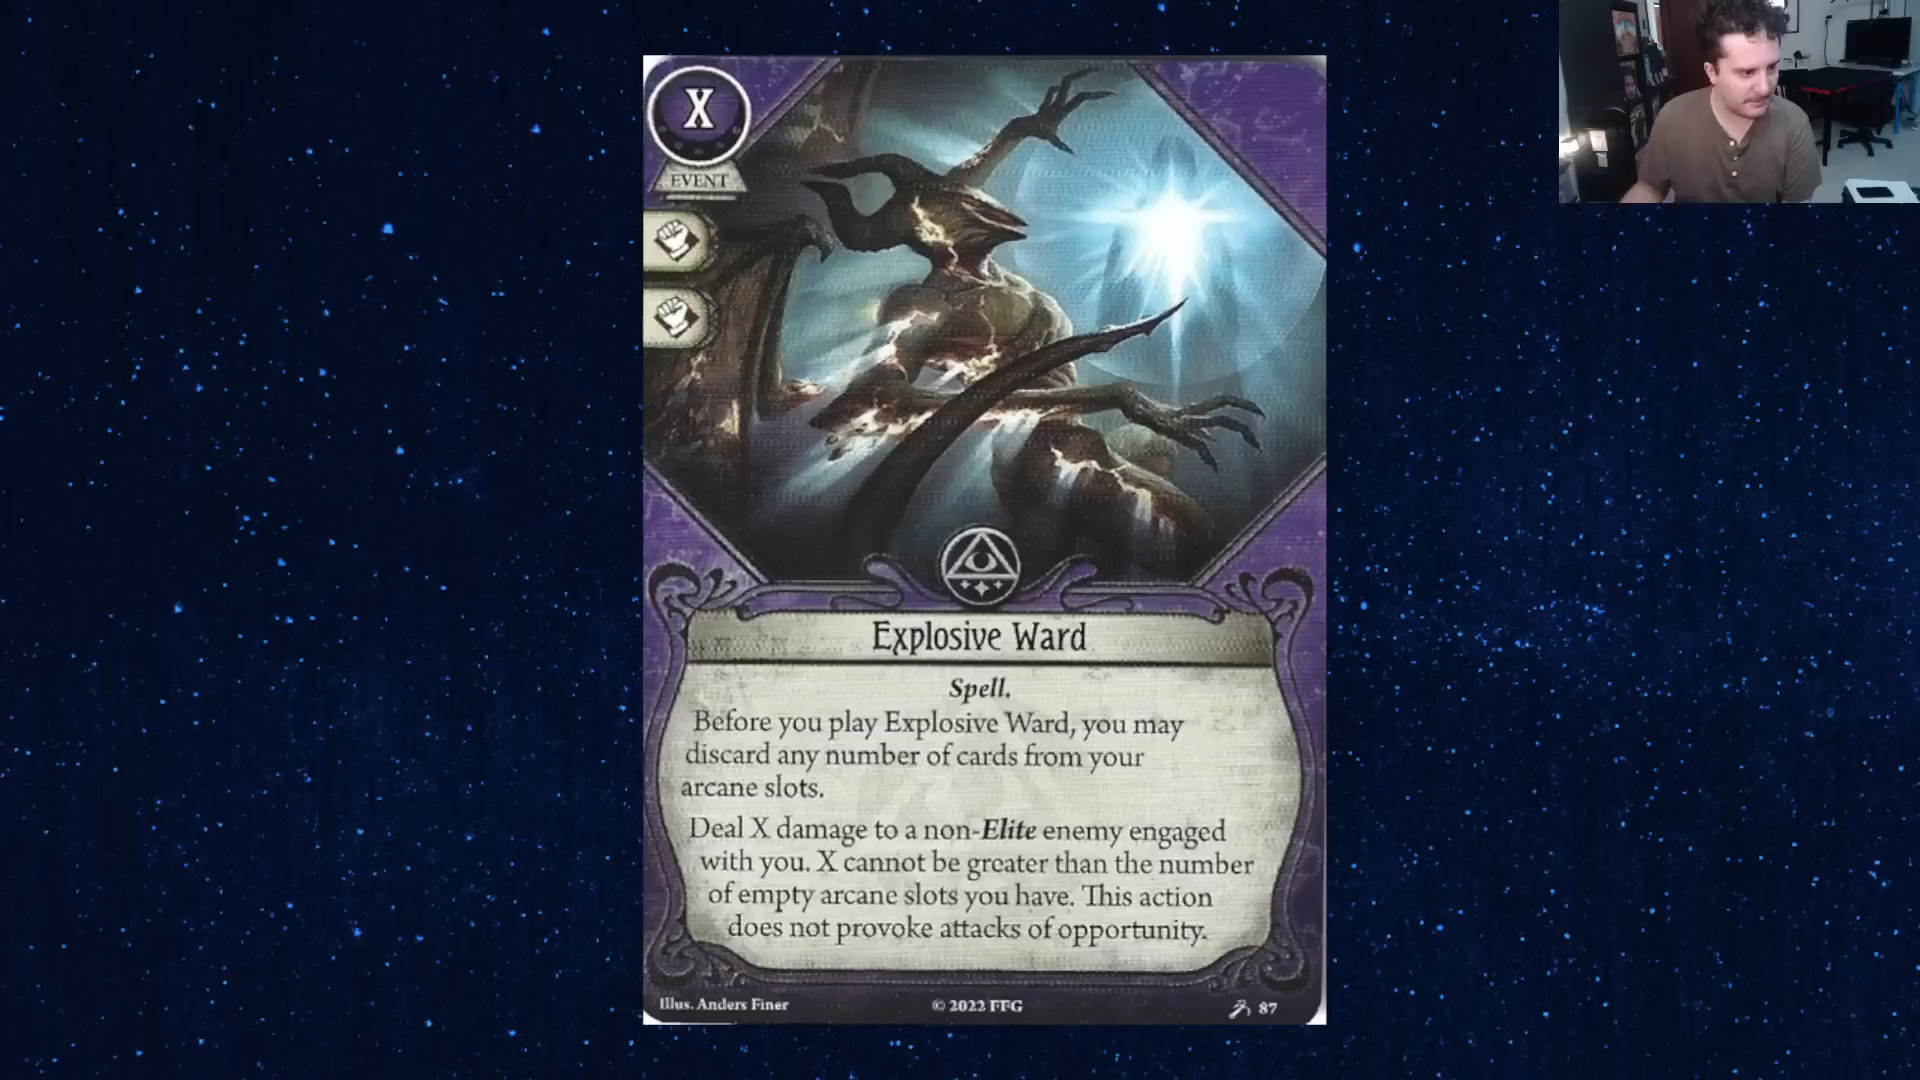 X
EVENT
Explosive Ward
Spell.
Before you play Explosive Ward, you may
discard any number of cards from your
arcane slots.
Deal X damage to a non-Elite enemy engaged
with you. X cannot be greater than the number
of empty arcane slots you have. This action
does not provoke attacks of opportunity.
Illus. Anders Finer
© 2022 FFG
87